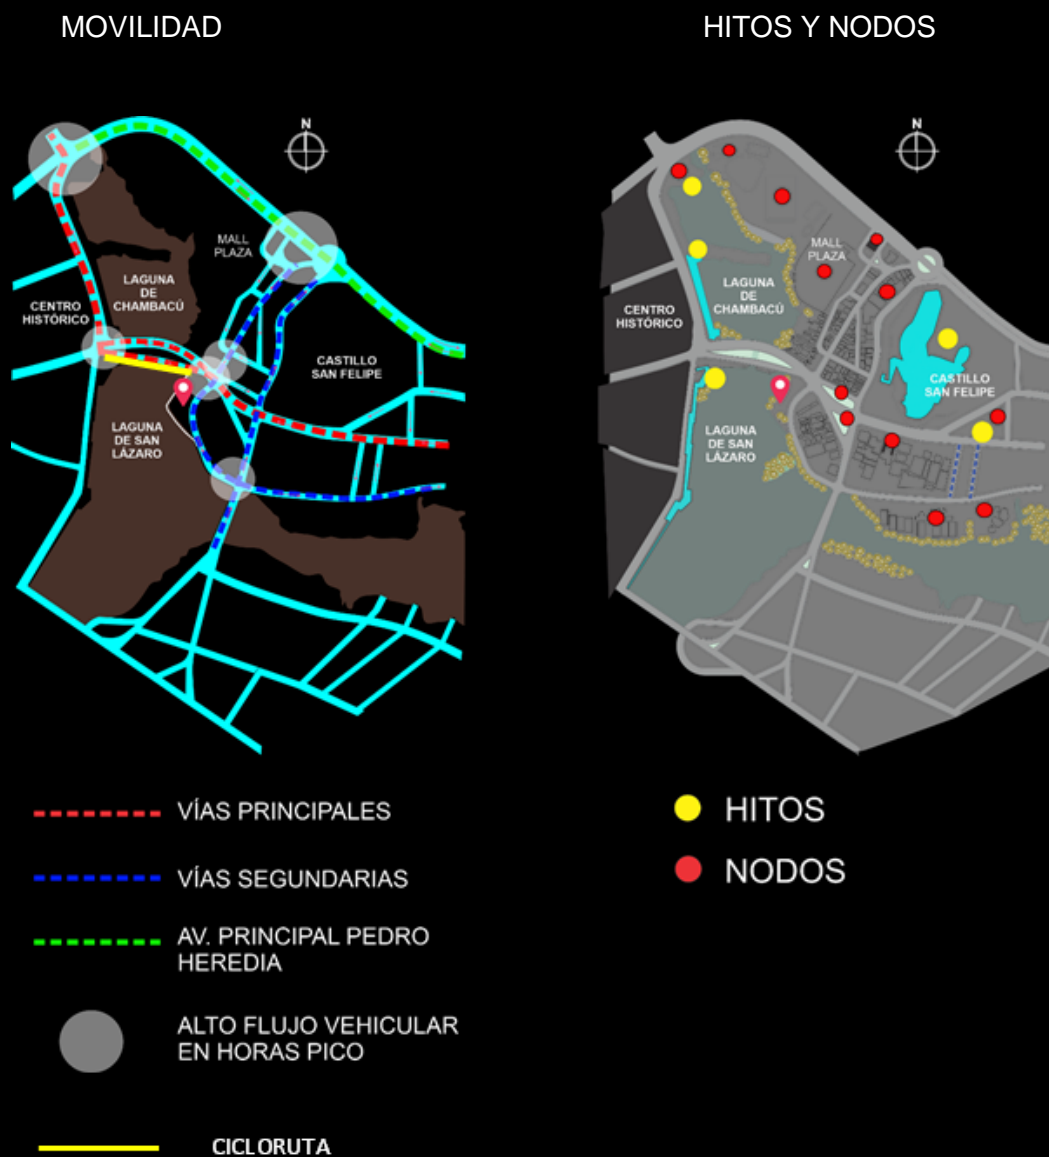 MOVILIDAD
N
MALL
PLAZA
LAGUNA
DE
CHAMBACÚ
CENTRO
HISTÓRICO
CASTILLO
SAN FELIPE
LAGUNA
DE SAN
LÁZARO
VÍAS PRINCIPALES
VÍAS SEGUNDARIAS
AV. PRINCIPAL PEDRO
HEREDIA
ALTO FLUJO VEHICULAR
EN HORAS PICO
CICLORUTA
HITOS Y NODOS
N
MALL
PLAZA
LAGUNA
DE
CHAMBACÚ
CENTRO
HISTÓRICO
CASTILLO
SAN FELIPE
LAGUNA
DE SAN
LÁZARO
HITOS
NODOS